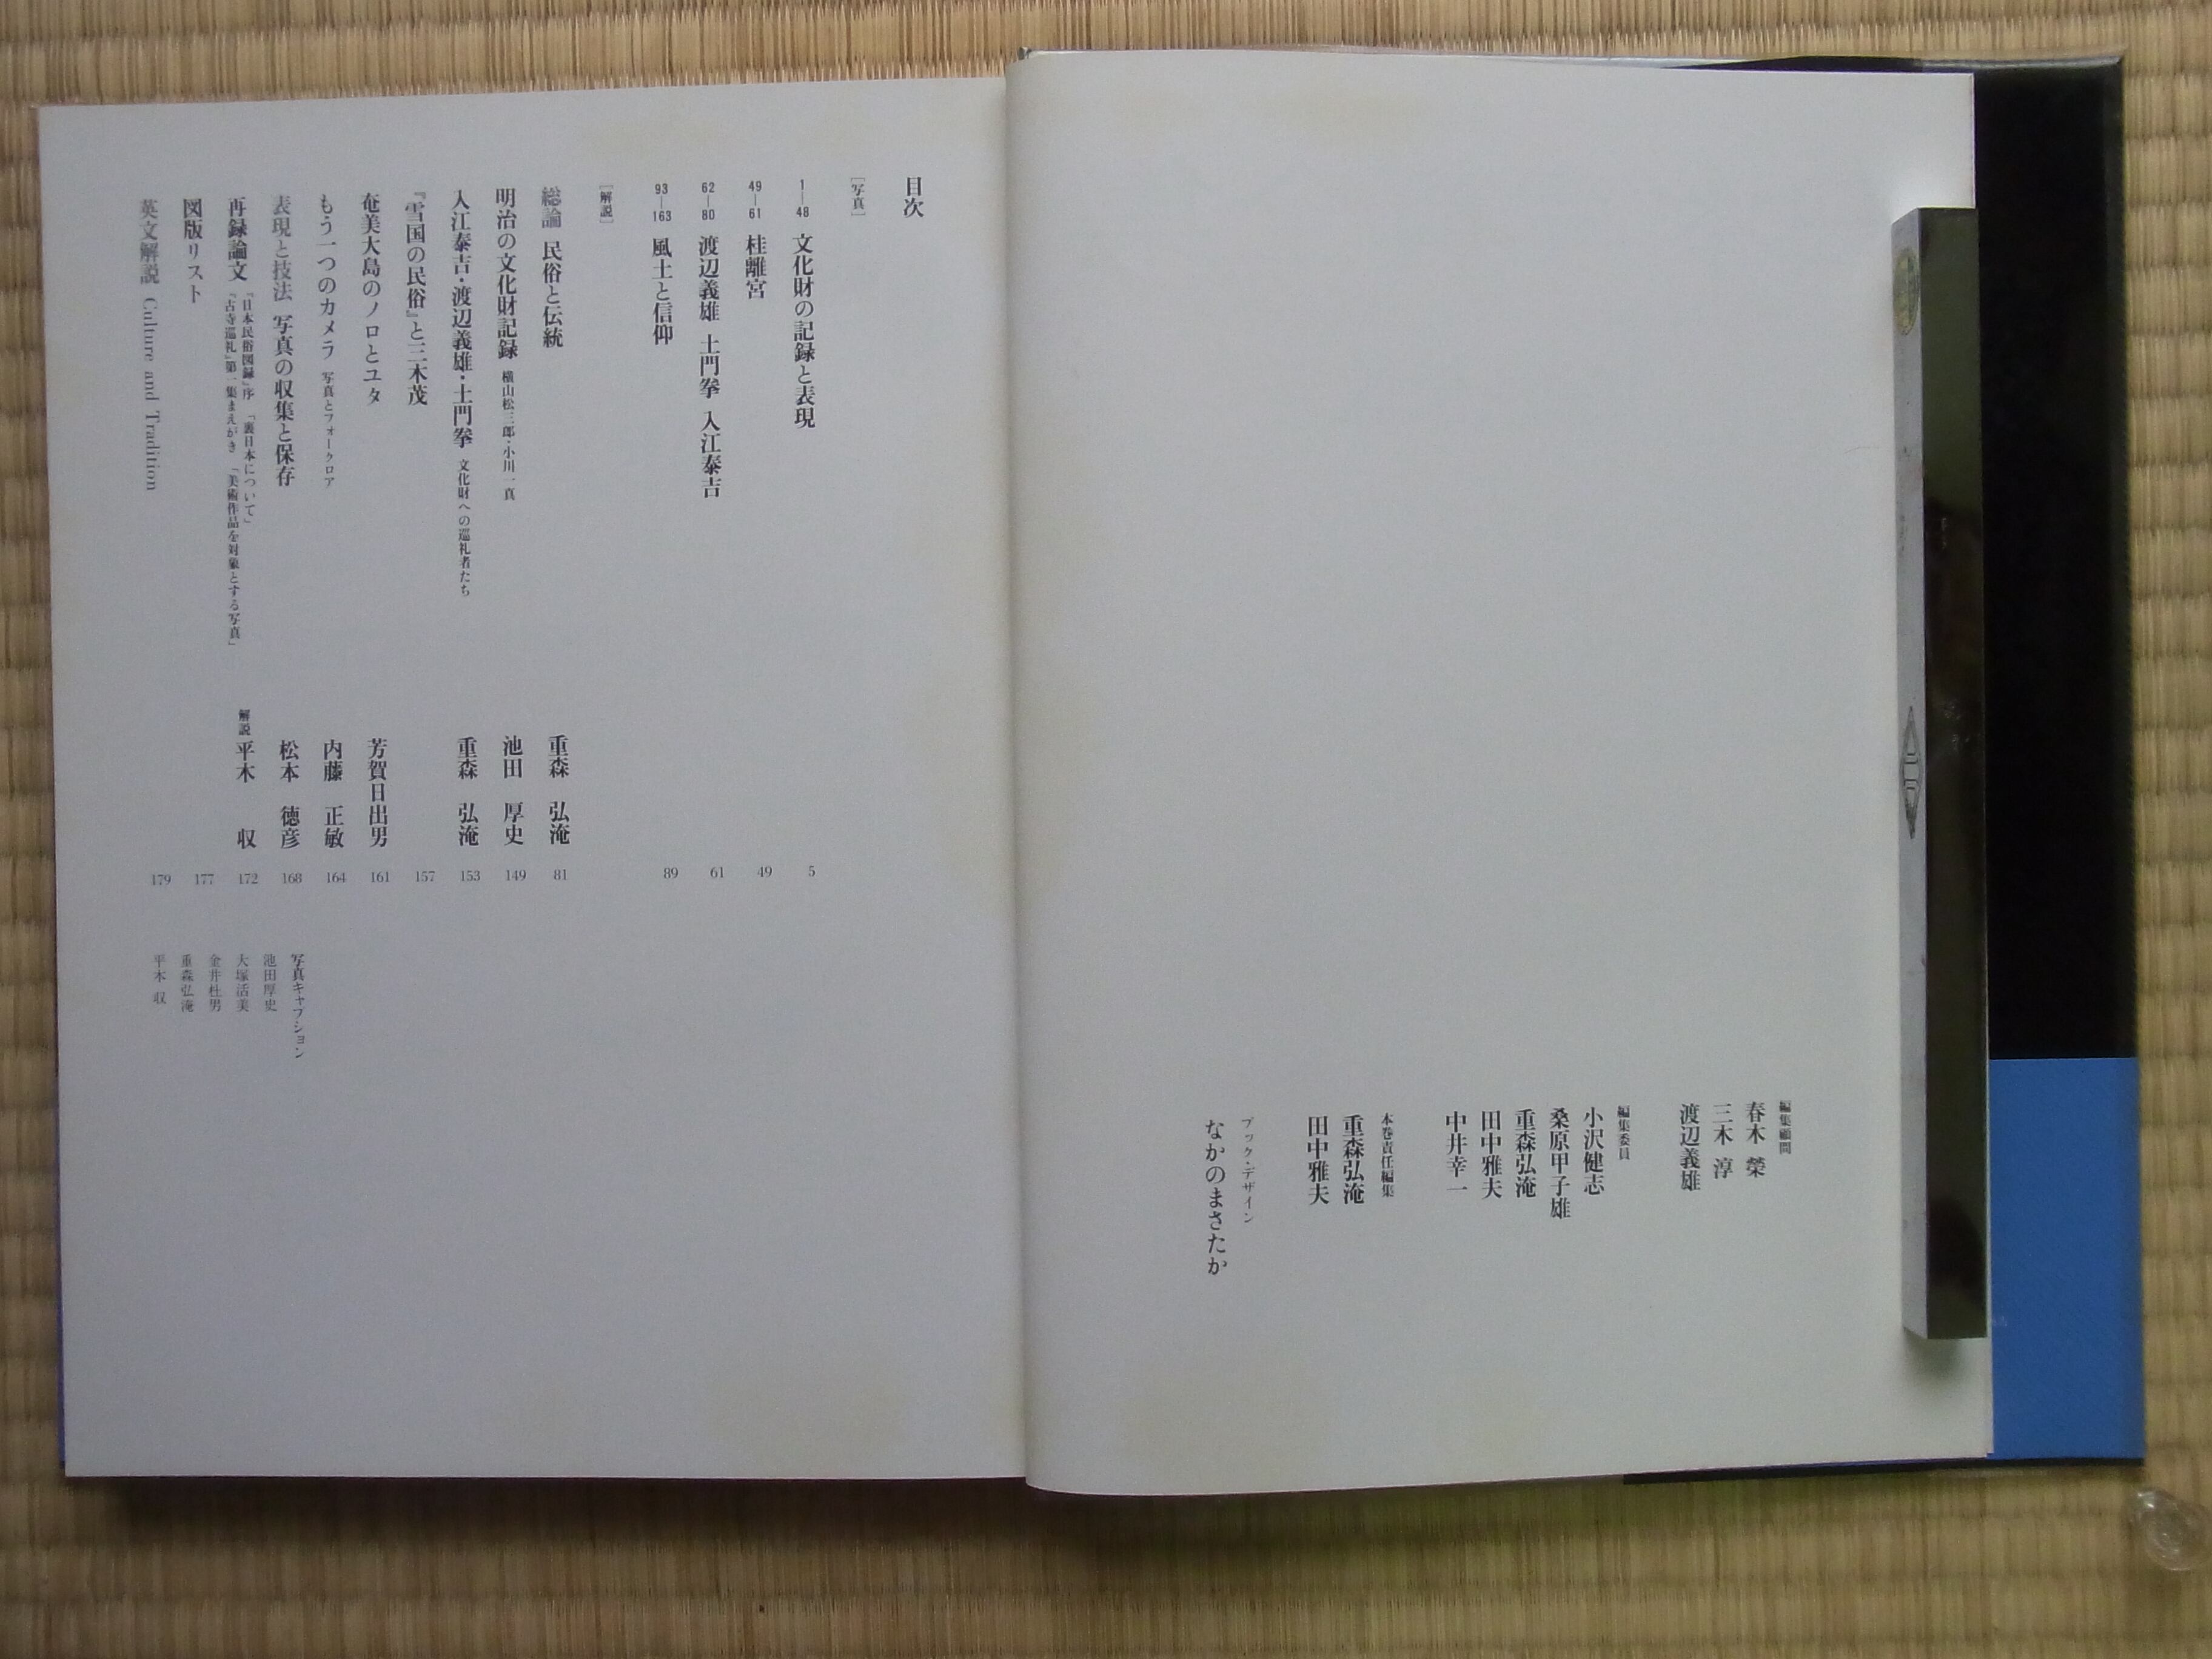 編集顧問
春木 榮
三木 淳
渡辺義雄
編集委員
小沢健志
桑原甲子雄
重森弘淹
田中雅夫
中井幸一
本巻責任編集
重森弘淹
田中雅夫
ブック・デザイン
なかのまさたか
目次
[写真]
1—48 文化財の記録と表現 5
49—61 桂離宮 49
62—80 渡辺義雄 土門拳 入江泰吉 61
93—163 風土と信仰 89
[解説]
総論 民俗と伝統 重森 弘淹 81
明治の文化財記録 横山松三郎・小川一真 池田 厚史 149
入江泰吉・渡辺義雄・土門拳 文化財への巡礼者たち 重森 弘淹 153
『雪国の民俗』と三木茂 157
奄美大島のノロとユタ 芳賀日出男 161
もう一つのカメラ 写真とフォークロア 内藤 正敏 164
表現と技法 写真の収集と保存 松本 徳彦 168
再録論文 『日本民俗図録』序 「裏日本について」
『古寺巡礼』第一集まえがき 「美術作品を対象とする写真」 解説 平木 収 172
図版リスト 177
英文解説 Culture and Tradition 179
写真キャプション
池田厚史
大塚活美
金井杜男
重森弘淹
平木 収